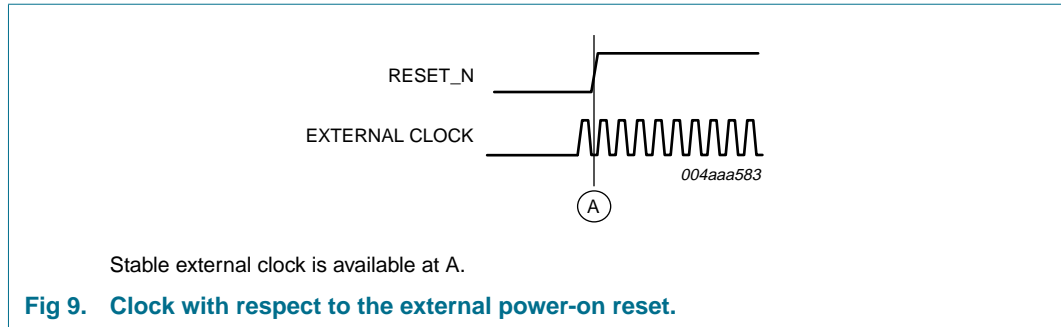 RESET_N
EXTERNAL CLOCK
004aaa583
A
Stable external clock is available at A.
Fig 9. Clock with respect to the external power-on reset.